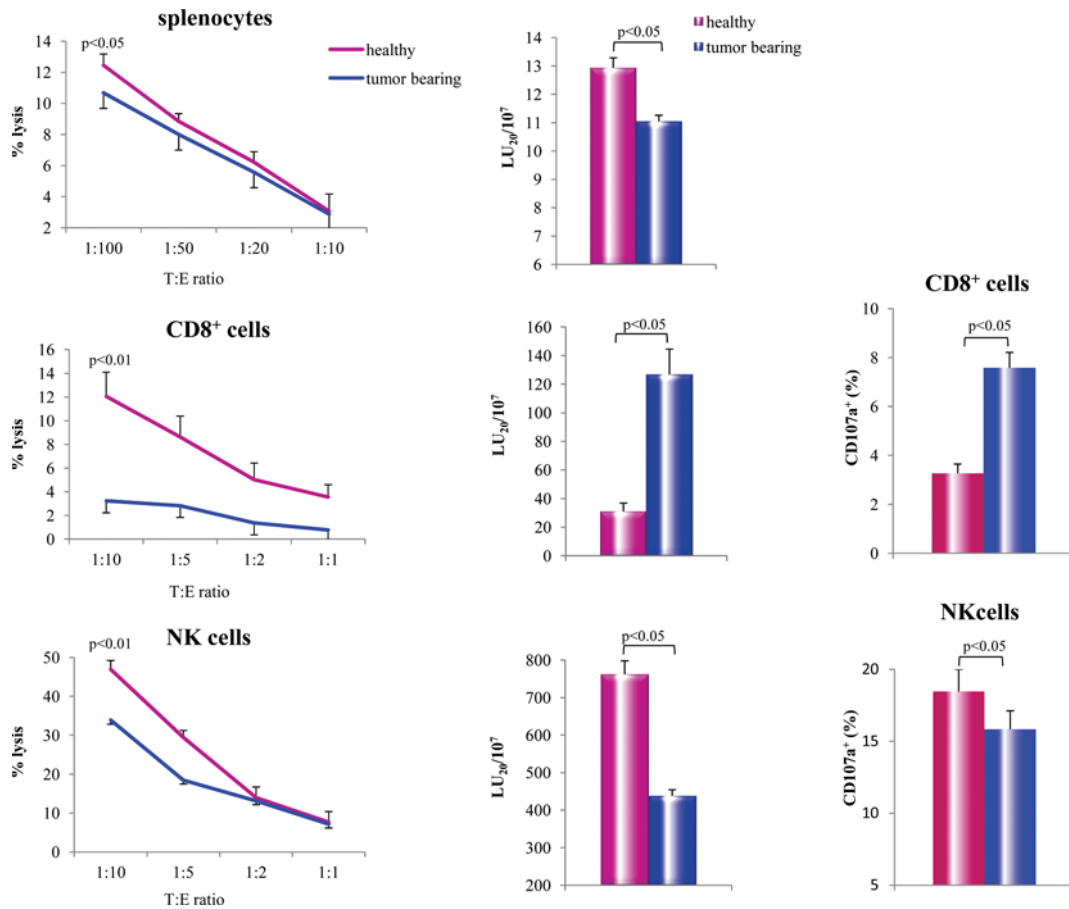 splenocytes
14
12
10
8
6
4
2
% lysis
p<0.05
healthy
tumor bearing
1:100 1:50 1:20 1:10
T:E ratio
healthy
tumor bearing
14
13
12
11
10
9
8
7
6
LU₂₀/10⁷
p<0.05
CD8⁺ cells
16
14
12
10
8
6
4
2
0
% lysis
p<0.01
1:10 1:5 1:2 1:1
T:E ratio
160
140
120
100
80
60
40
20
0
LU₂₀/10⁷
p<0.05
CD8⁺ cells
10
8
6
4
2
0
CD107a⁺ (%)
p<0.05
NK cells
50
40
30
20
10
0
% lysis
p<0.01
1:10 1:5 1:2 1:1
T:E ratio
800
700
600
500
400
300
200
LU₂₀/10⁷
p<0.05
NKcells
20
15
10
5
CD107a⁺ (%)
p<0.05